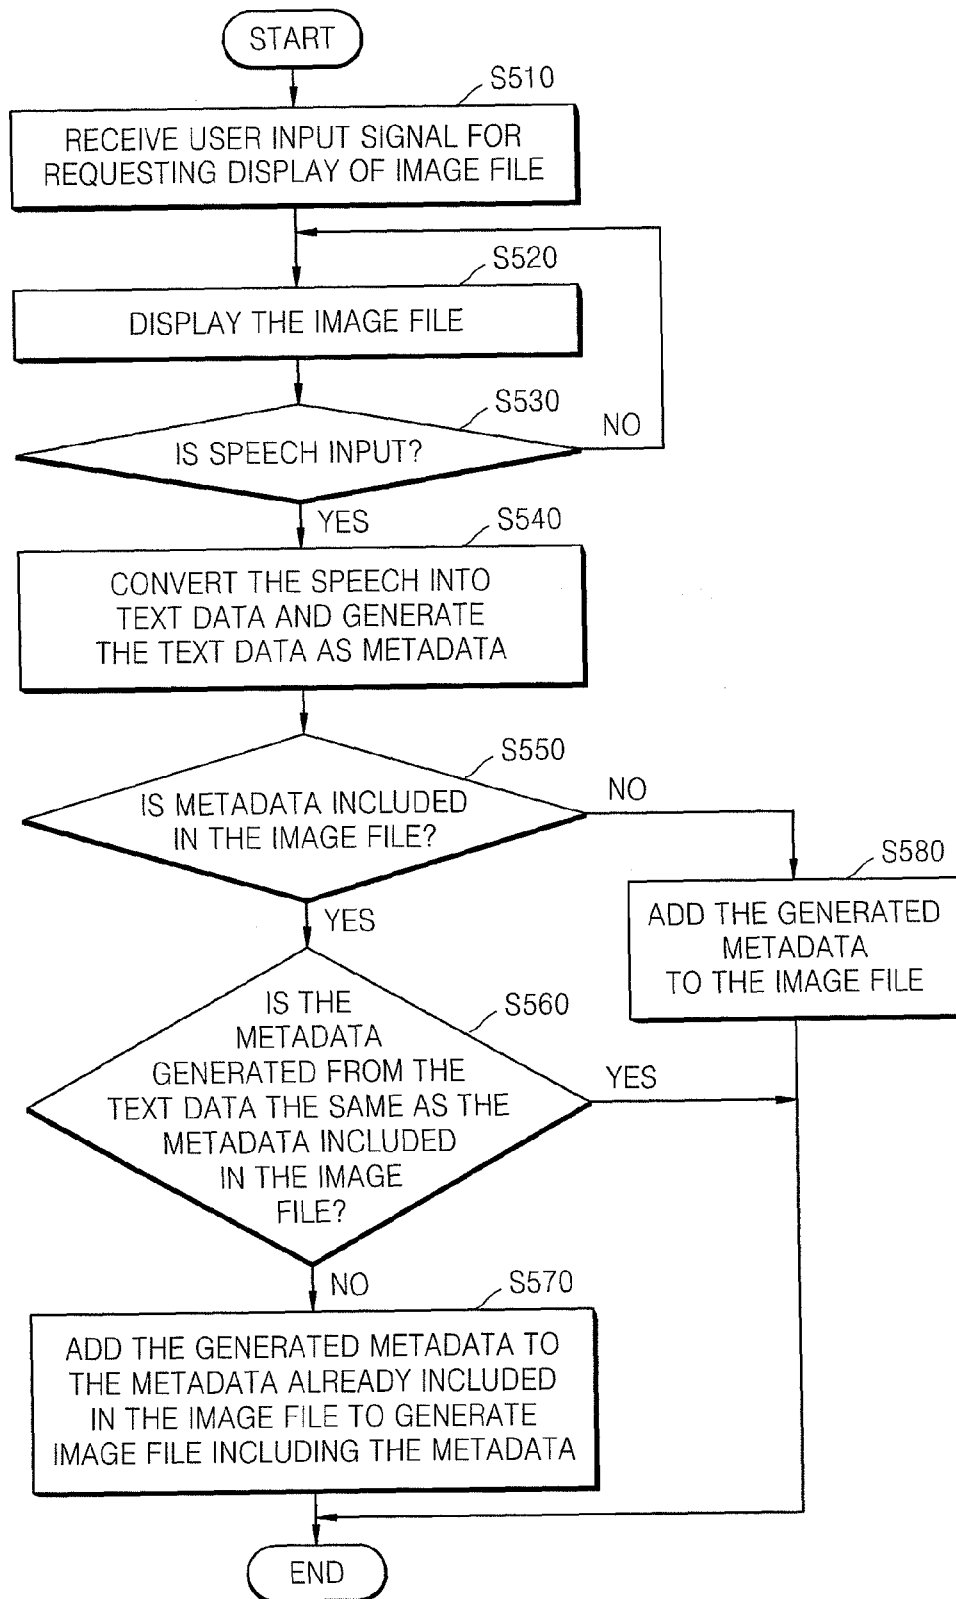 START
S510
RECEIVE USER INPUT SIGNAL FOR
REQUESTING DISPLAY OF IMAGE FILE
S520
DISPLAY THE IMAGE FILE
S530
IS SPEECH INPUT?
NO
YES
S540
CONVERT THE SPEECH INTO
TEXT DATA AND GENERATE
THE TEXT DATA AS METADATA
S550
IS METADATA INCLUDED
IN THE IMAGE FILE?
NO
YES
S580
ADD THE GENERATED
METADATA
TO THE IMAGE FILE
S560
IS THE
METADATA
GENERATED FROM THE
TEXT DATA THE SAME AS THE
METADATA INCLUDED
IN THE IMAGE
FILE?
YES
NO
S570
ADD THE GENERATED METADATA TO
THE METADATA ALREADY INCLUDED
IN THE IMAGE FILE TO GENERATE
IMAGE FILE INCLUDING THE METADATA
END